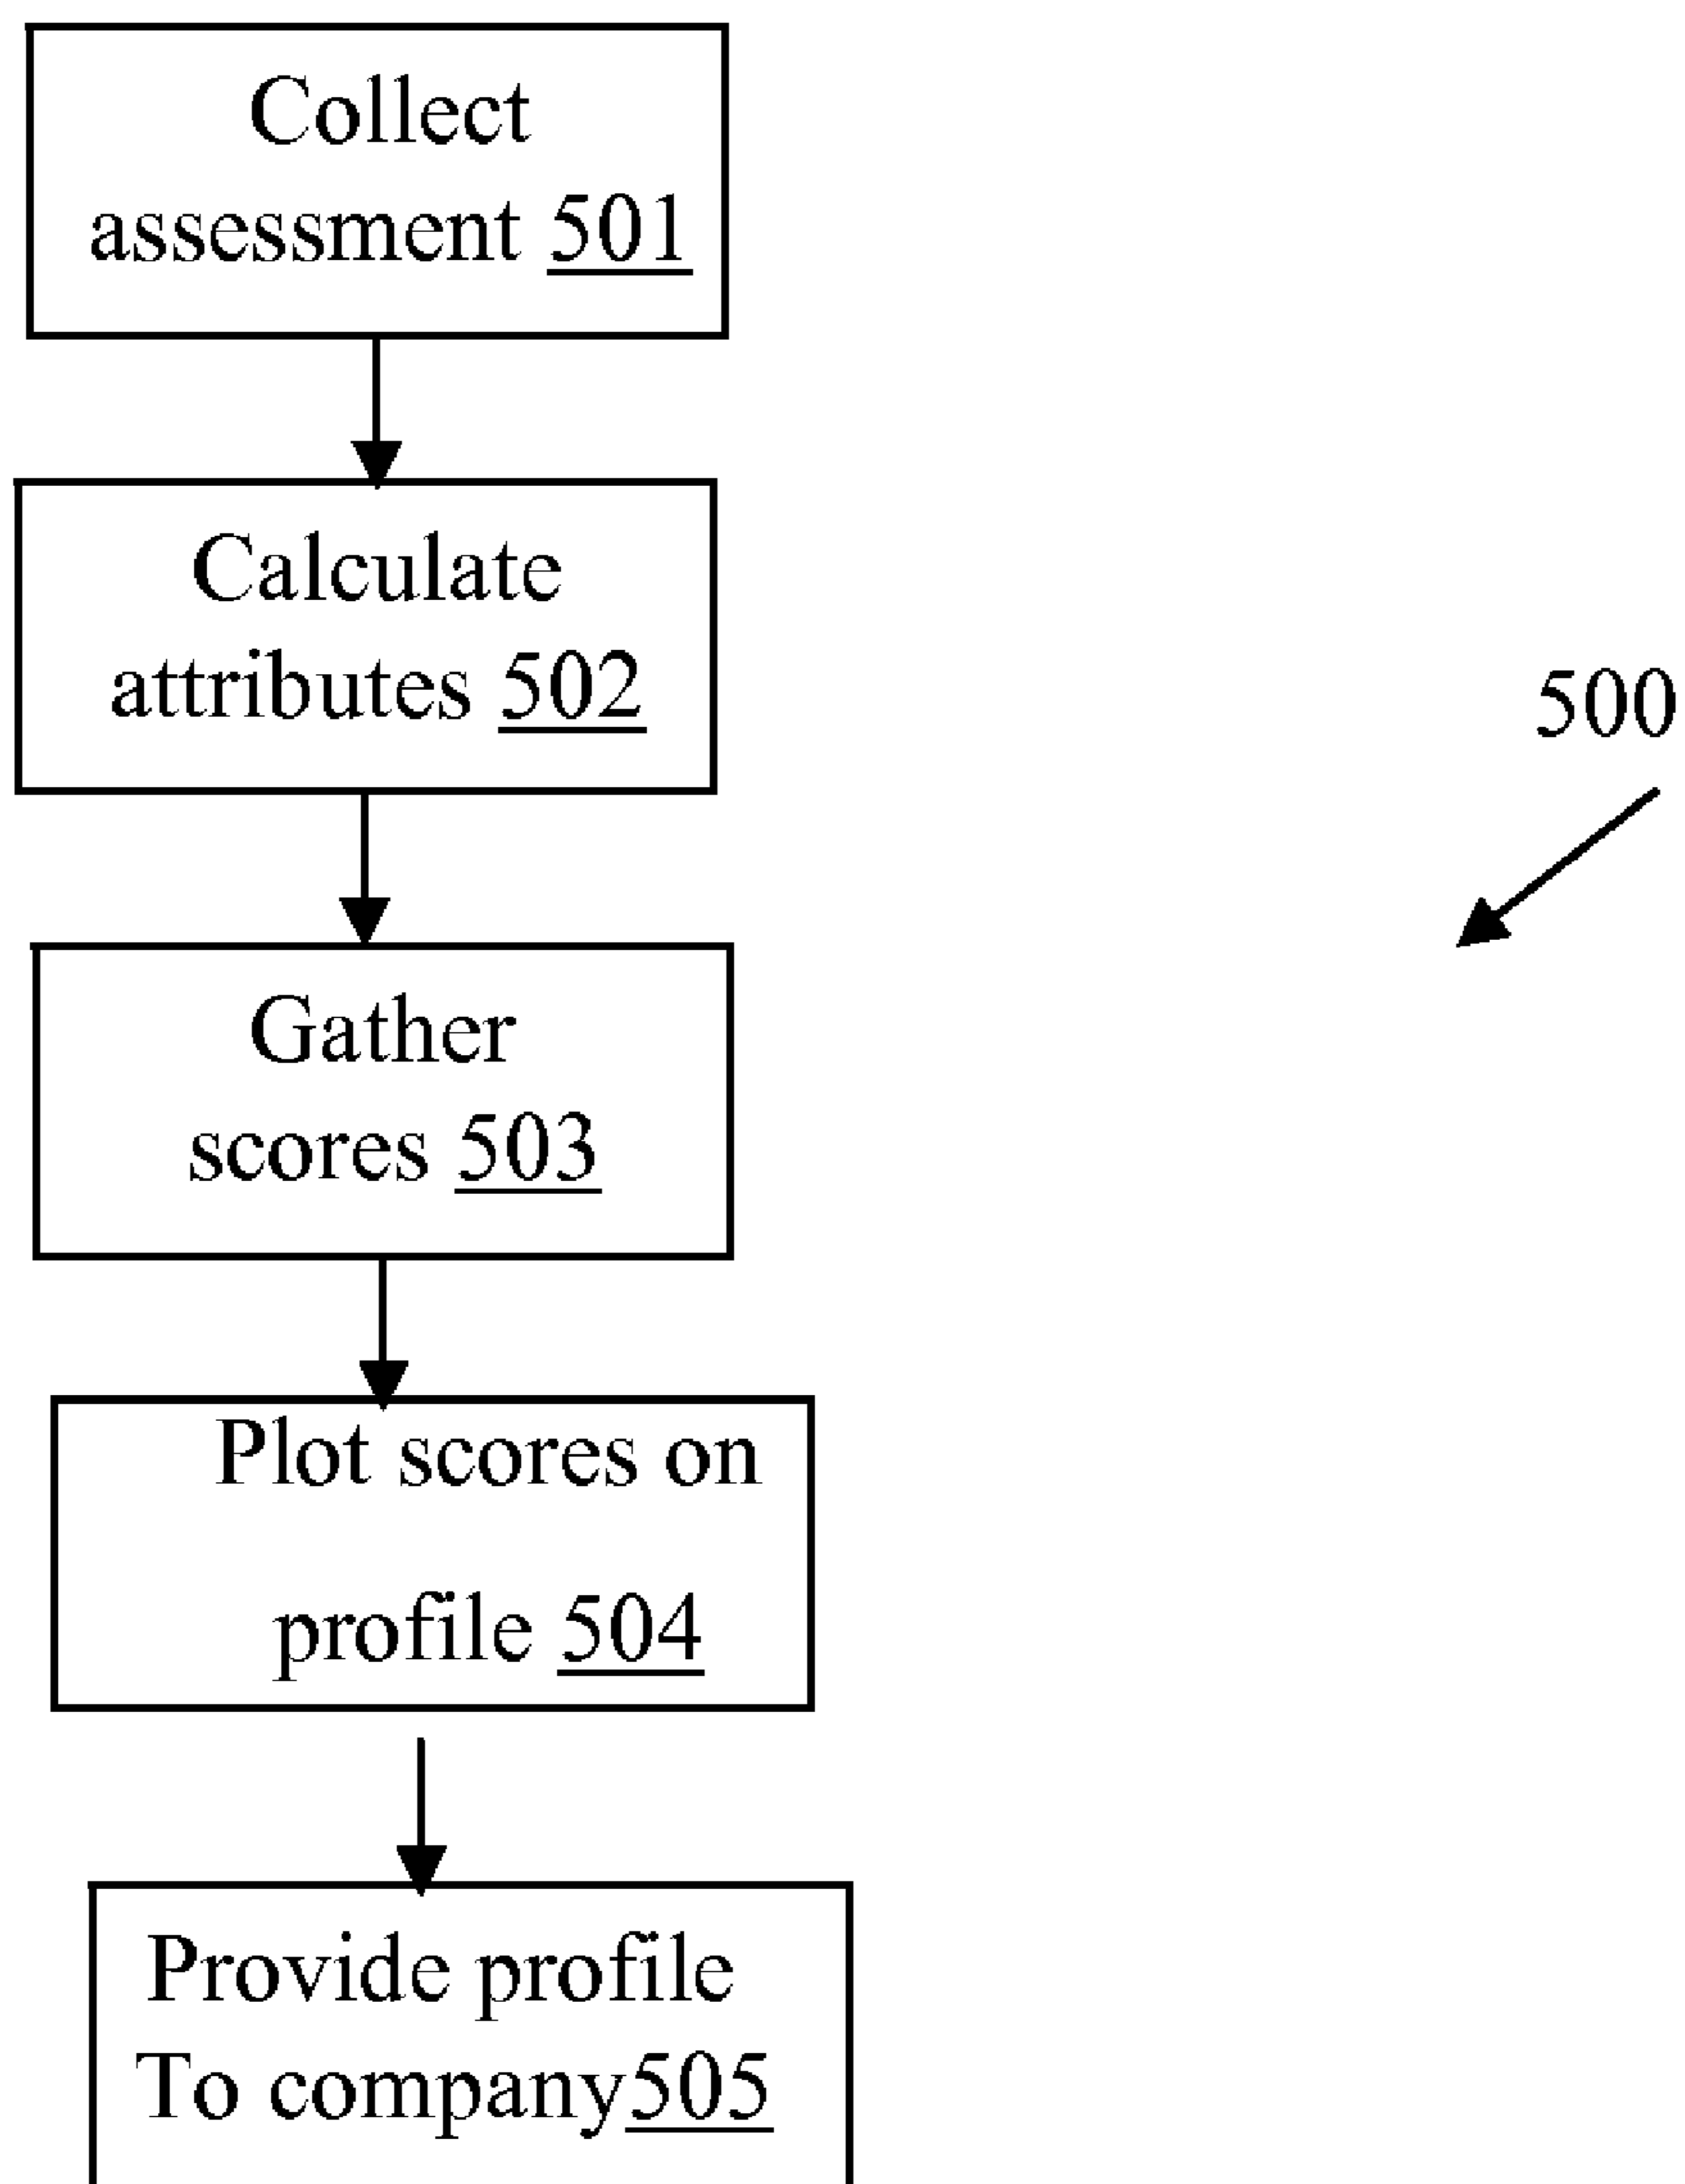 Collect
assessment 501
Calculate
attributes 502
500
Gather
scores 503
Plot scores on
profile 504
Provide profile
To company505